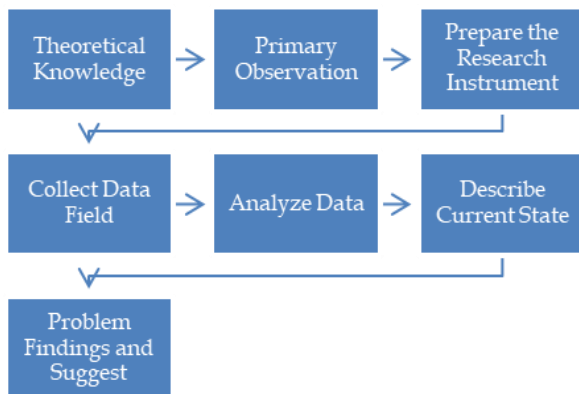 Theoretical
Knowledge
Primary
Observation
Prepare the
Research
Instrument
Collect Data
Field
Analyze Data
Describe
Current State
Problem
Findings and
Suggest